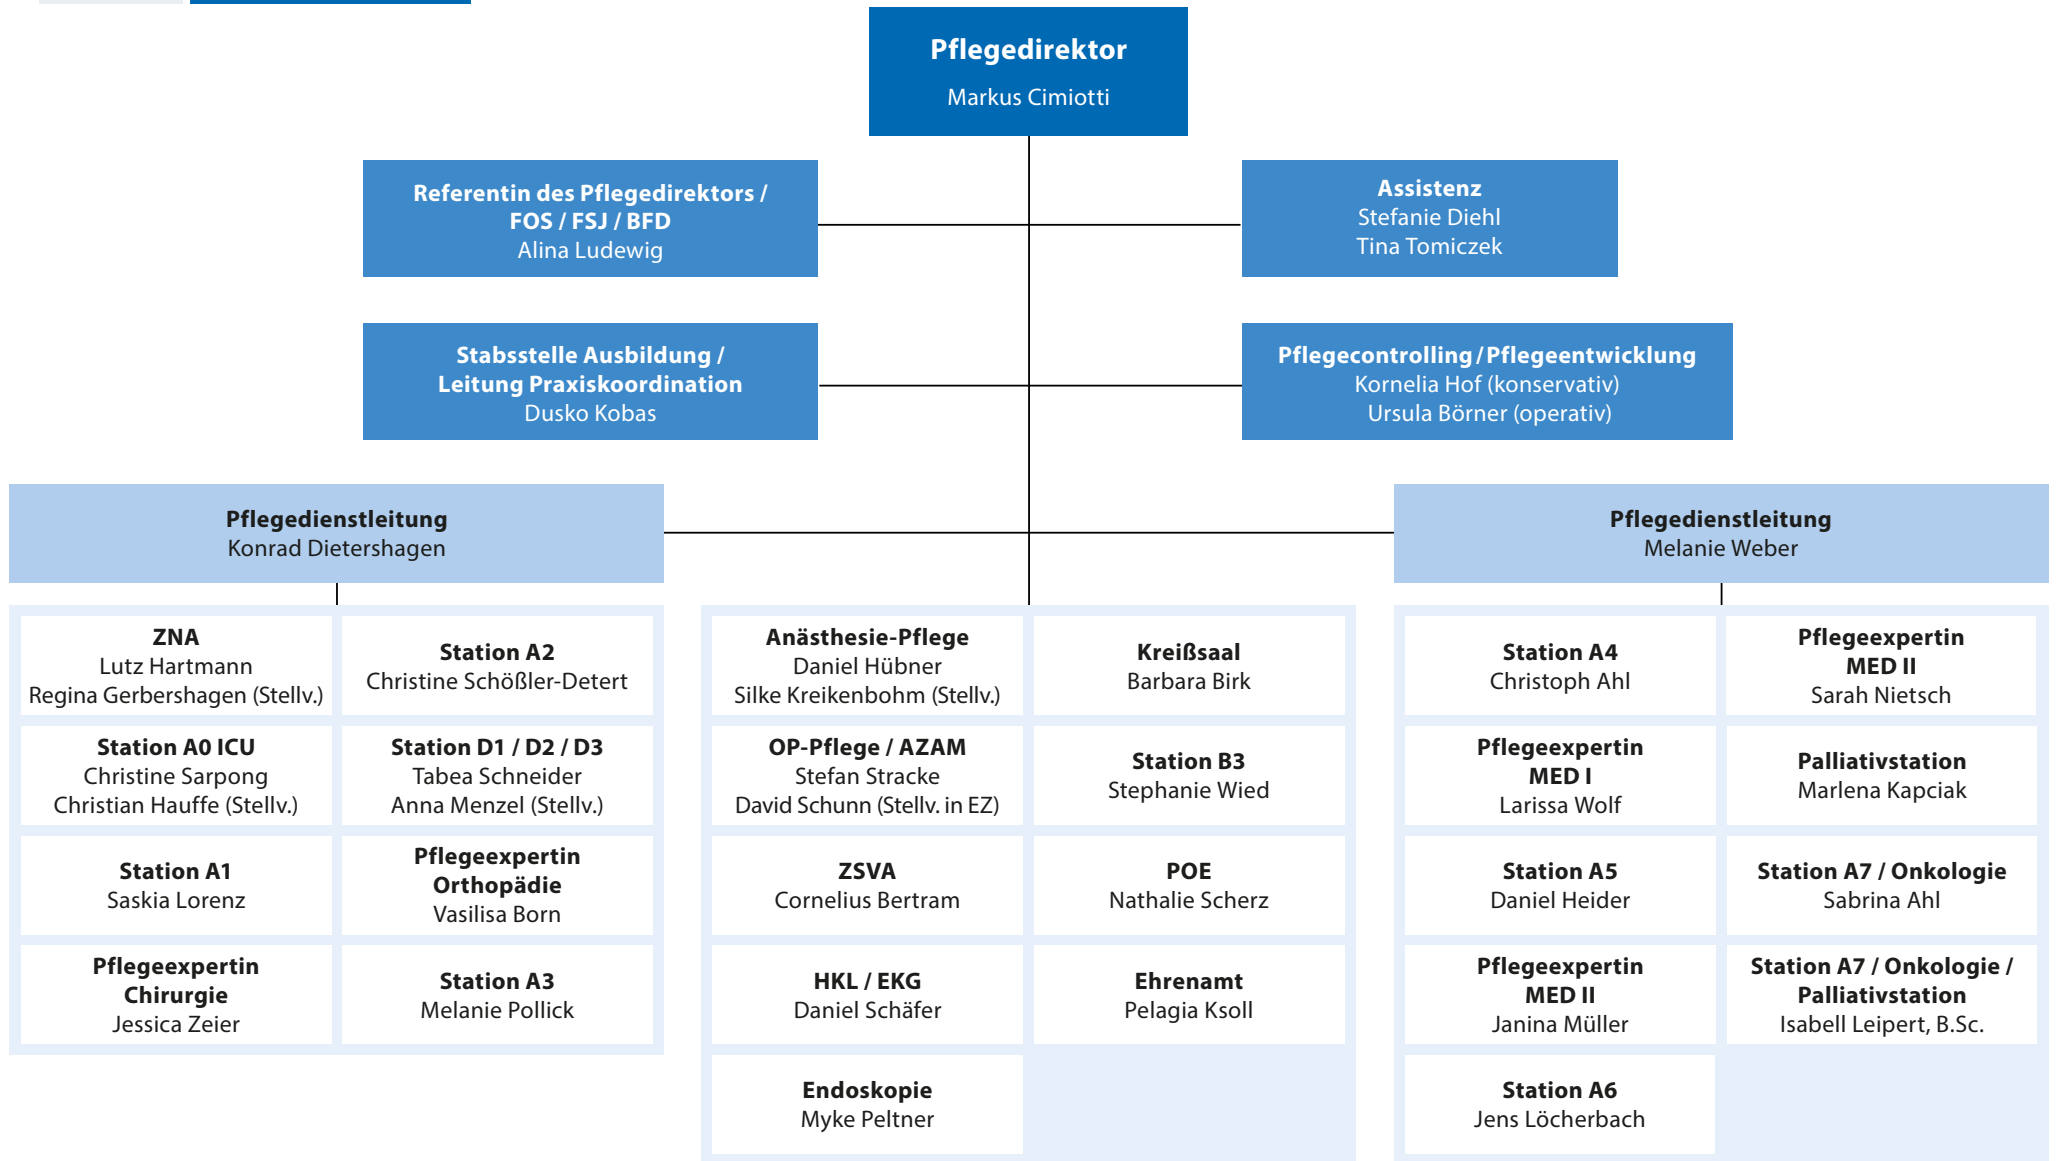 Pflegedirektor
Markus Cimiotti
Referentin des Pflegedirektors /
FOS / FSJ / BFD
Alina Ludewig
Assistenz
Stefanie Diehl
Tina Tomiczek
Stabsstelle Ausbildung /
Leitung Praxiskoordination
Dusko Kobas
Pflegecontrolling / Pflegeentwicklung
Kornelia Hof (konservativ)
Ursula Börner (operativ)
Pflegedienstleitung
Konrad Dietershagen
Pflegedienstleitung
Melanie Weber
ZNA
Lutz Hartmann
Regina Gerbershagen (Stellv.)
Station A2
Christine Schößler-Detert
Station A0 ICU
Christine Sarpong
Christian Hauffe (Stellv.)
Station D1 / D2 / D3
Tabea Schneider
Anna Menzel (Stellv.)
Station A1
Saskia Lorenz
Pflegeexpertin
Orthopädie
Vasilisa Born
Pflegeexpertin
Chirurgie
Jessica Zeier
Station A3
Melanie Pollick
Anästhesie-Pflege
Daniel Hübner
Silke Kreikenbohm (Stellv.)
Kreißsaal
Barbara Birk
OP-Pflege / AZAM
Stefan Stracke
David Schunn (Stellv. in EZ)
Station B3
Stephanie Wied
ZSVA
Cornelius Bertram
POE
Nathalie Scherz
HKL / EKG
Daniel Schäfer
Ehrenamt
Pelagia Ksoll
Endoskopie
Myke Peltner
Station A4
Christoph Ahl
Pflegeexpertin
MED II
Sarah Nietsch
Pflegeexpertin
MED I
Larissa Wolf
Palliativstation
Marlena Kapciak
Station A5
Daniel Heider
Station A7 / Onkologie
Sabrina Ahl
Pflegeexpertin
MED II
Janina Müller
Station A7 / Onkologie /
Palliativstation
Isabell Leipert, B.Sc.
Station A6
Jens Löcherbach